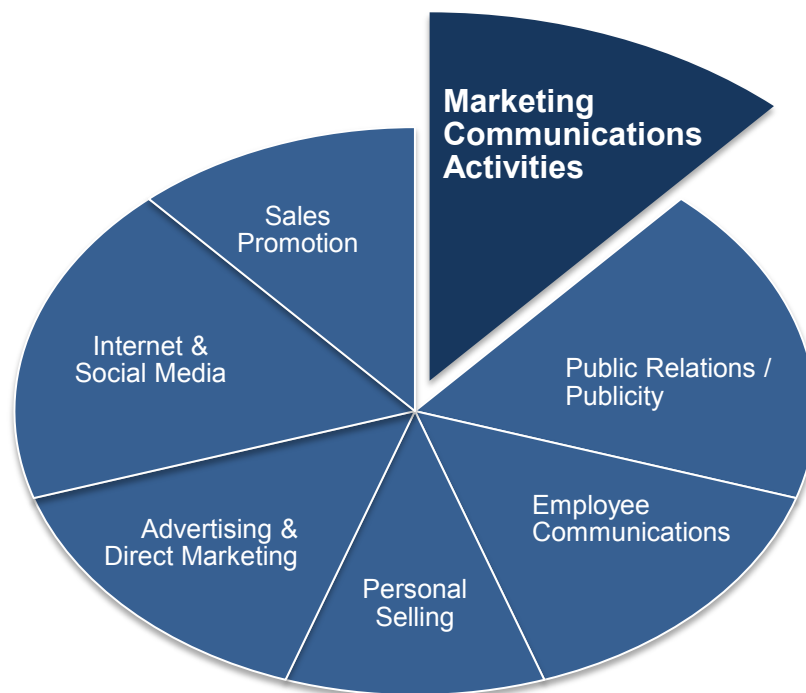 Marketing
Communications
Activities
Sales
Promotion
Internet &
Social Media
Public Relations /
Publicity
Employee
Communications
Advertising &
Direct Marketing
Personal
Selling